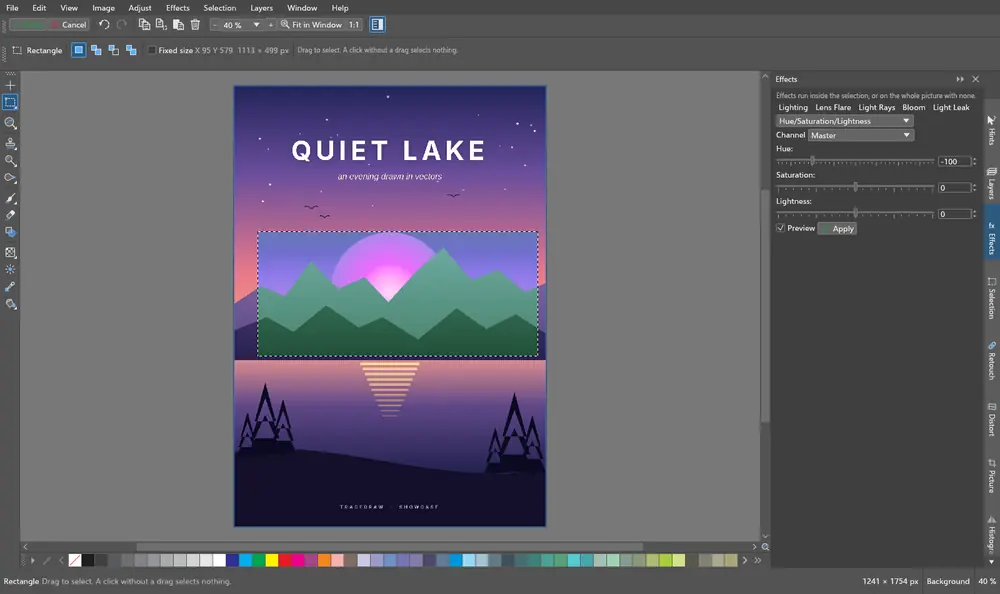 File Edit View Image Adjust Effects Selection Layers Window Help
Cancel - 40 % + Fit in Window 1:1
Rectangle Fixed size X 95 Y 579 1113 × 499 px Drag to select. A click without a drag selects nothing.
Effects
Effects run inside the selection, or on the whole picture with none.
Lighting Lens Flare Light Rays Bloom Light Leak
Hue/Saturation/Lightness
Channel Master
Hue:
-100
Saturation:
0
Lightness:
0
Preview Apply
Hints
Layers
fx Effects
Selection
Retouch
Distort
Picture
Histogr
QUIET LAKE
an evening drawn in vectors
TRACEDRAW · SHOWCASE
Rectangle Drag to select. A click without a drag selects nothing. 1241 × 1754 px Background 40 %